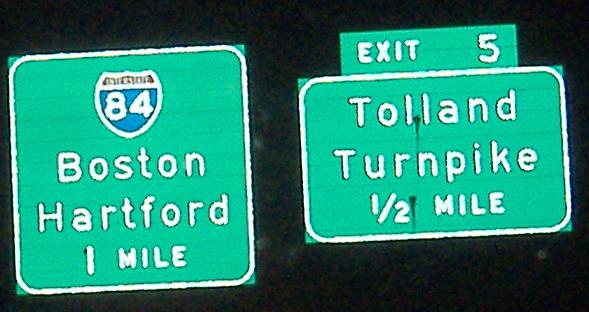 INTERSTATE
84
Boston
Hartford
1 MILE
EXIT 5
Tolland
Turnpike
1/2 MILE